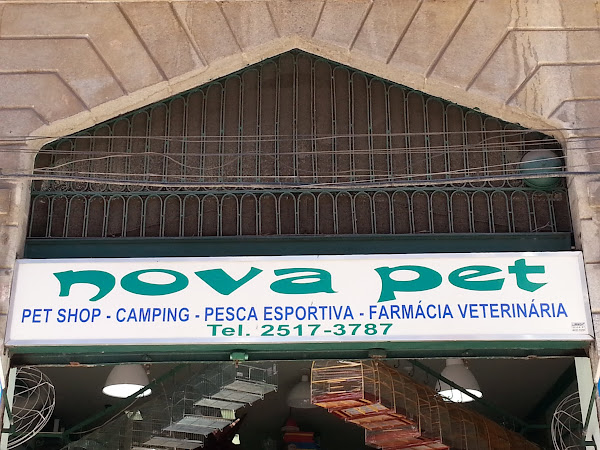 nova pet
PET SHOP - CAMPING - PESCA ESPORTIVA - FARMÁCIA VETERINÁRIA
Tel. 2517-3787